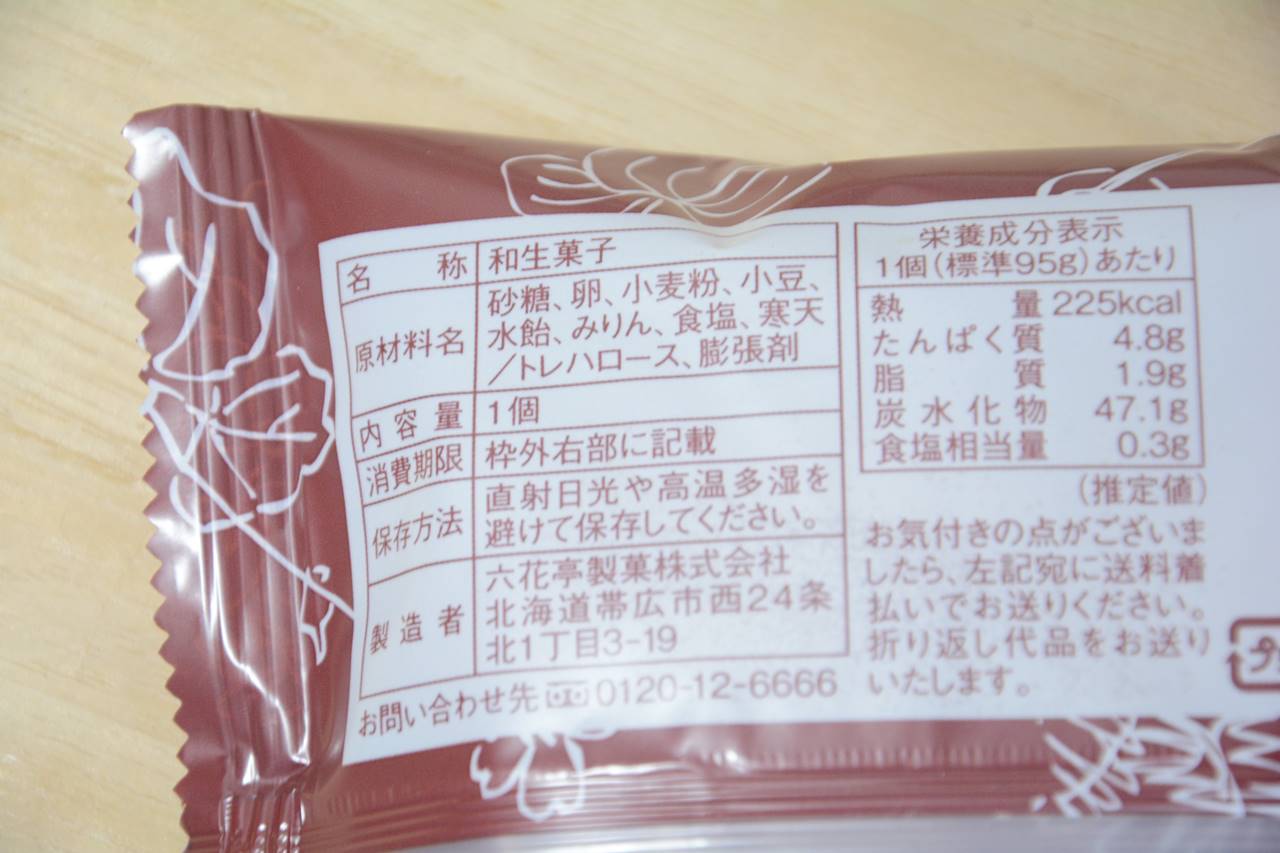 名称 和生菓子
原材料名 砂糖、卵、小麦粉、小豆、
水飴、みりん、食塩、寒天
/トレハロース、膨張剤
内容量 1個
消費期限 枠外右部に記載
保存方法 直射日光や高温多湿を
避けて保存してください。
製造者 六花亭製菓株式会社
北海道帯広市西24条
北1丁目3-19
お問い合わせ先 0120-12-6666
栄養成分表示
1個(標準95g)あたり
熱量 225kcal
たんぱく質 4.8g
脂質 1.9g
炭水化物 47.1g
食塩相当量 0.3g
(推定値)
お気付きの点がございま
したら、左記宛に送料着
払いでお送りください。
折り返し代品をお送り
いたします。